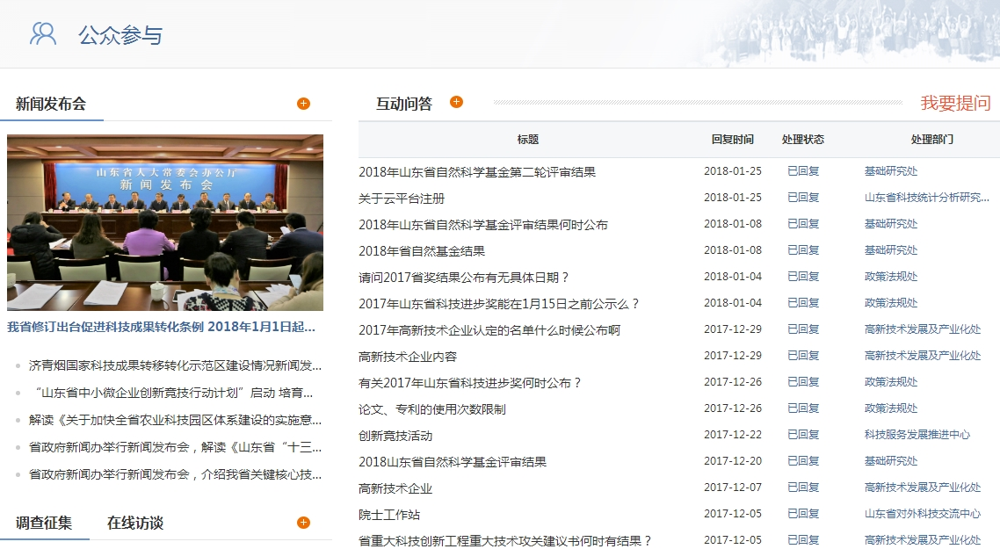 公众参与
新闻发布会
山东省人大常委会办公厅
新闻发布会
我省修订出台促进科技成果转化条例 2018年1月1日起...
济青烟国家科技成果转移转化示范区建设情况新闻发...
“山东省中小微企业创新竞技行动计划”启动 培育...
解读《关于加快全省农业科技园区体系建设的实施意...
省政府新闻办举行新闻发布会，解读《山东省“十三...
省政府新闻办举行新闻发布会，介绍我省关键核心技...
调查征集 在线访谈
互动问答 我要提问
标题 回复时间 处理状态 处理部门
2018年山东省自然科学基金第二轮评审结果 2018-01-25 已回复 基础研究处
关于云平台注册 2018-01-25 已回复 山东省科技统计分析研究...
2018年山东省自然科学基金评审结果何时公布 2018-01-08 已回复 基础研究处
2018年省自然基金结果 2018-01-08 已回复 基础研究处
请问2017省奖结果公布有无具体日期？ 2018-01-04 已回复 政策法规处
2017年山东省科技进步奖能在1月15日之前公示么？ 2018-01-04 已回复 政策法规处
2017年高新技术企业认定的名单什么时候公布啊 2017-12-29 已回复 高新技术发展及产业化处
高新技术企业内容 2017-12-29 已回复 高新技术发展及产业化处
有关2017年山东省科技进步奖何时公布？ 2017-12-26 已回复 政策法规处
论文、专利的使用次数限制 2017-12-26 已回复 政策法规处
创新竞技活动 2017-12-22 已回复 科技服务发展推进中心
2018山东省自然科学基金评审结果 2017-12-20 已回复 基础研究处
高新技术企业 2017-12-07 已回复 高新技术发展及产业化处
院士工作站 2017-12-05 已回复 山东省对外科技交流中心
省重大科技创新工程重大技术攻关建议书何时有结果？ 2017-12-05 已回复 高新技术发展及产业化处